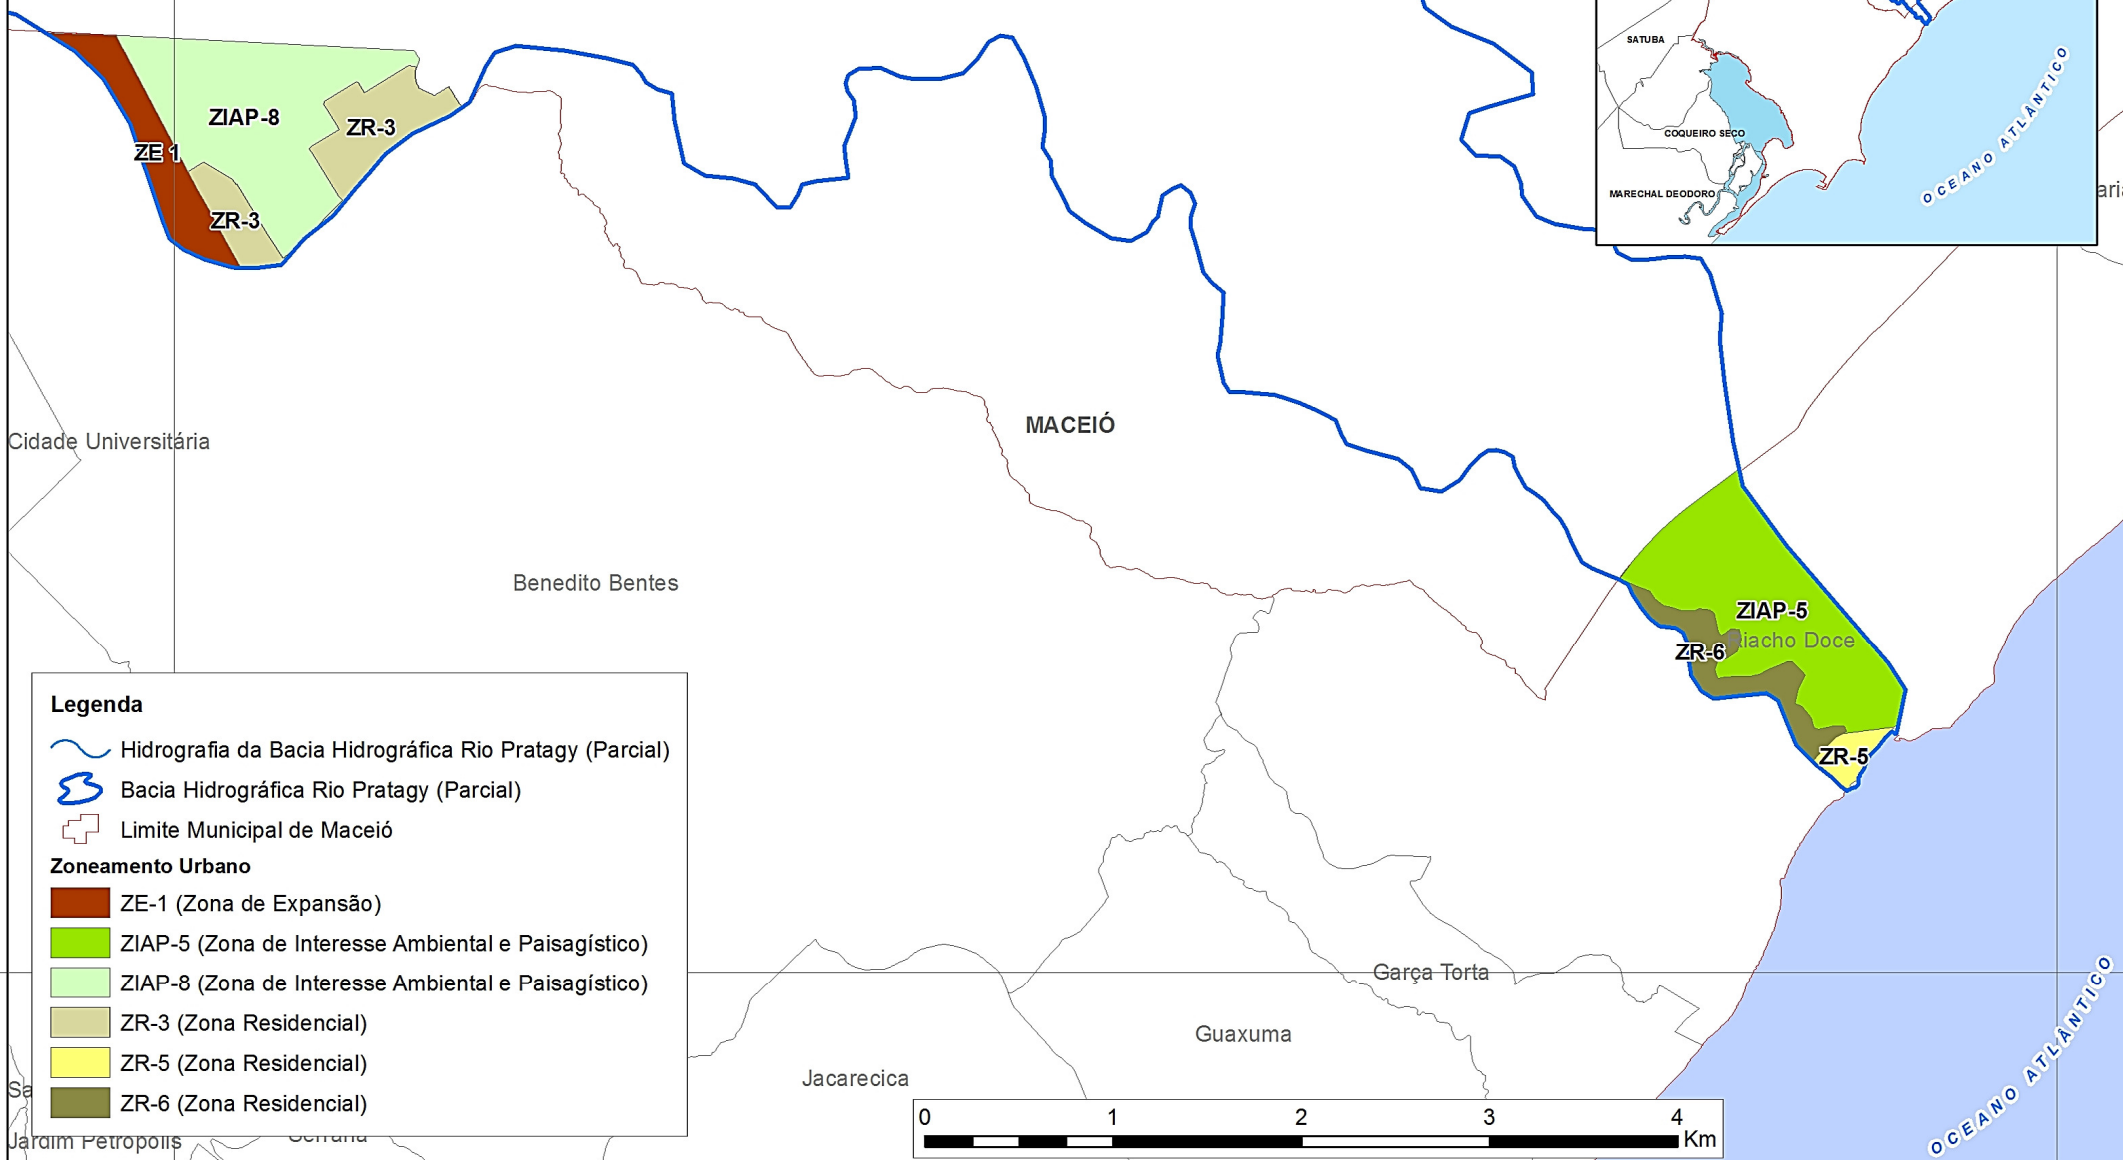 SATUBA
COQUEIRO SECO
MARECHAL DEODORO
OCEANO ATLÂNTICO
ZIAP-8
ZR-3
ZE 1
ZR-3
MACEIÓ
Cidade Universitária
Benedito Bentes
ZIAP-5
Riacho Doce
ZR-6
ZR-5
Garça Torta
Guaxuma
Jacarecica
OCEANO ATLÂNTICO
Legenda
Hidrografia da Bacia Hidrográfica Rio Pratagy (Parcial)
Bacia Hidrográfica Rio Pratagy (Parcial)
Limite Municipal de Maceió
Zoneamento Urbano
ZE-1 (Zona de Expansão)
ZIAP-5 (Zona de Interesse Ambiental e Paisagístico)
ZIAP-8 (Zona de Interesse Ambiental e Paisagístico)
ZR-3 (Zona Residencial)
ZR-5 (Zona Residencial)
ZR-6 (Zona Residencial)
Jardim Petrópolis
0 1 2 3 4
Km